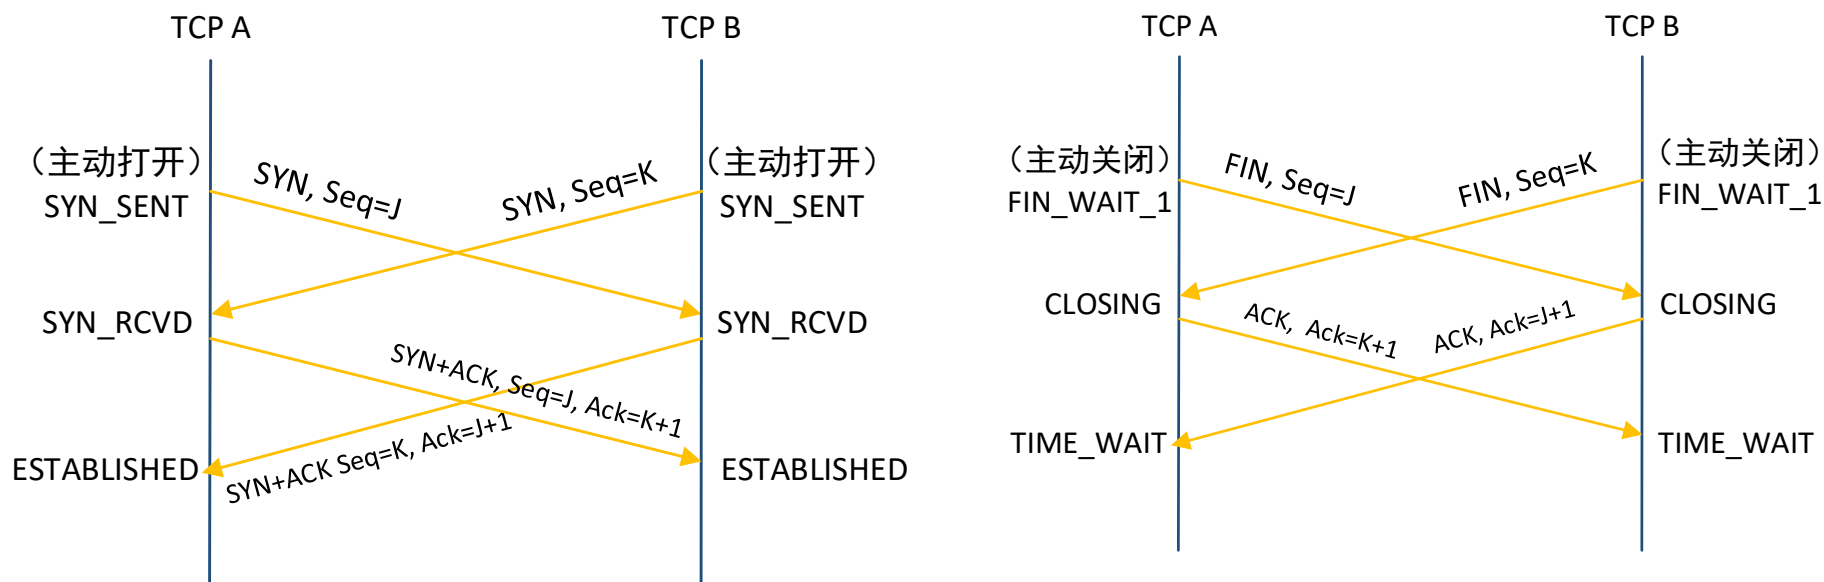 TCP A
TCP B
（主动打开）
SYN_SENT
SYN, Seq=J
SYN, Seq=K
（主动打开）
SYN_SENT
SYN_RCVD
SYN_RCVD
SYN+ACK, Seq=J, Ack=K+1
SYN+ACK Seq=K, Ack=J+1
ESTABLISHED
ESTABLISHED
TCP A
TCP B
（主动关闭）
FIN_WAIT_1
FIN, Seq=J
FIN, Seq=K
（主动关闭）
FIN_WAIT_1
CLOSING
CLOSING
ACK, Ack=K+1
ACK, Ack=J+1
TIME_WAIT
TIME_WAIT